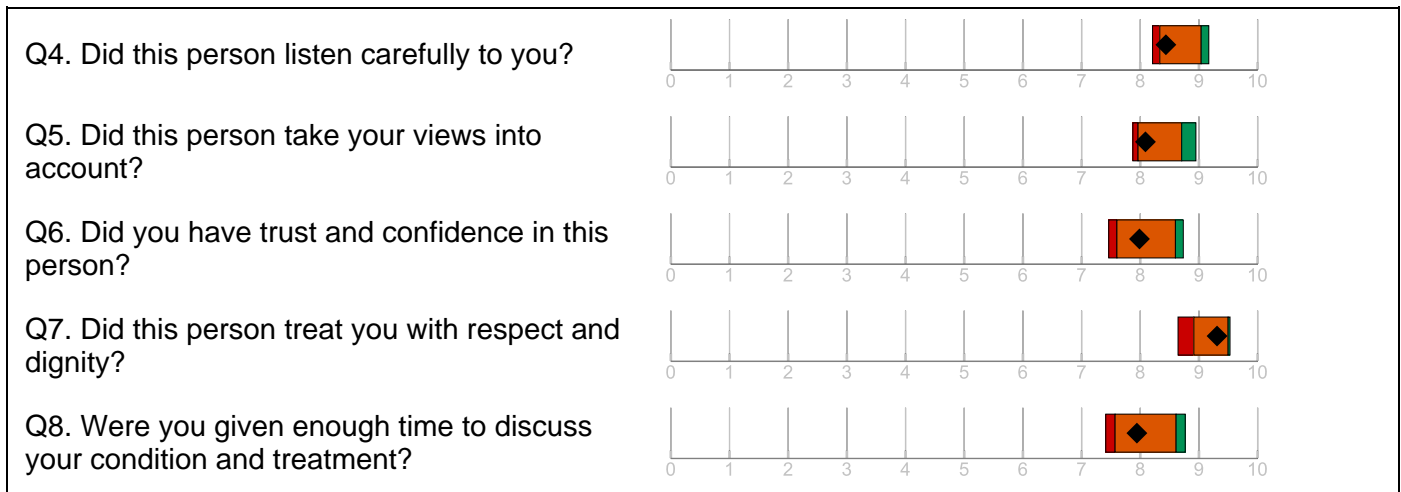 Q4. Did this person listen carefully to you?
0 1 2 3 4 5 6 7 8 9 10
Q5. Did this person take your views into
account?
0 1 2 3 4 5 6 7 8 9 10
Q6. Did you have trust and confidence in this
person?
0 1 2 3 4 5 6 7 8 9 10
Q7. Did this person treat you with respect and
dignity?
0 1 2 3 4 5 6 7 8 9 10
Q8. Were you given enough time to discuss
your condition and treatment?
0 1 2 3 4 5 6 7 8 9 10